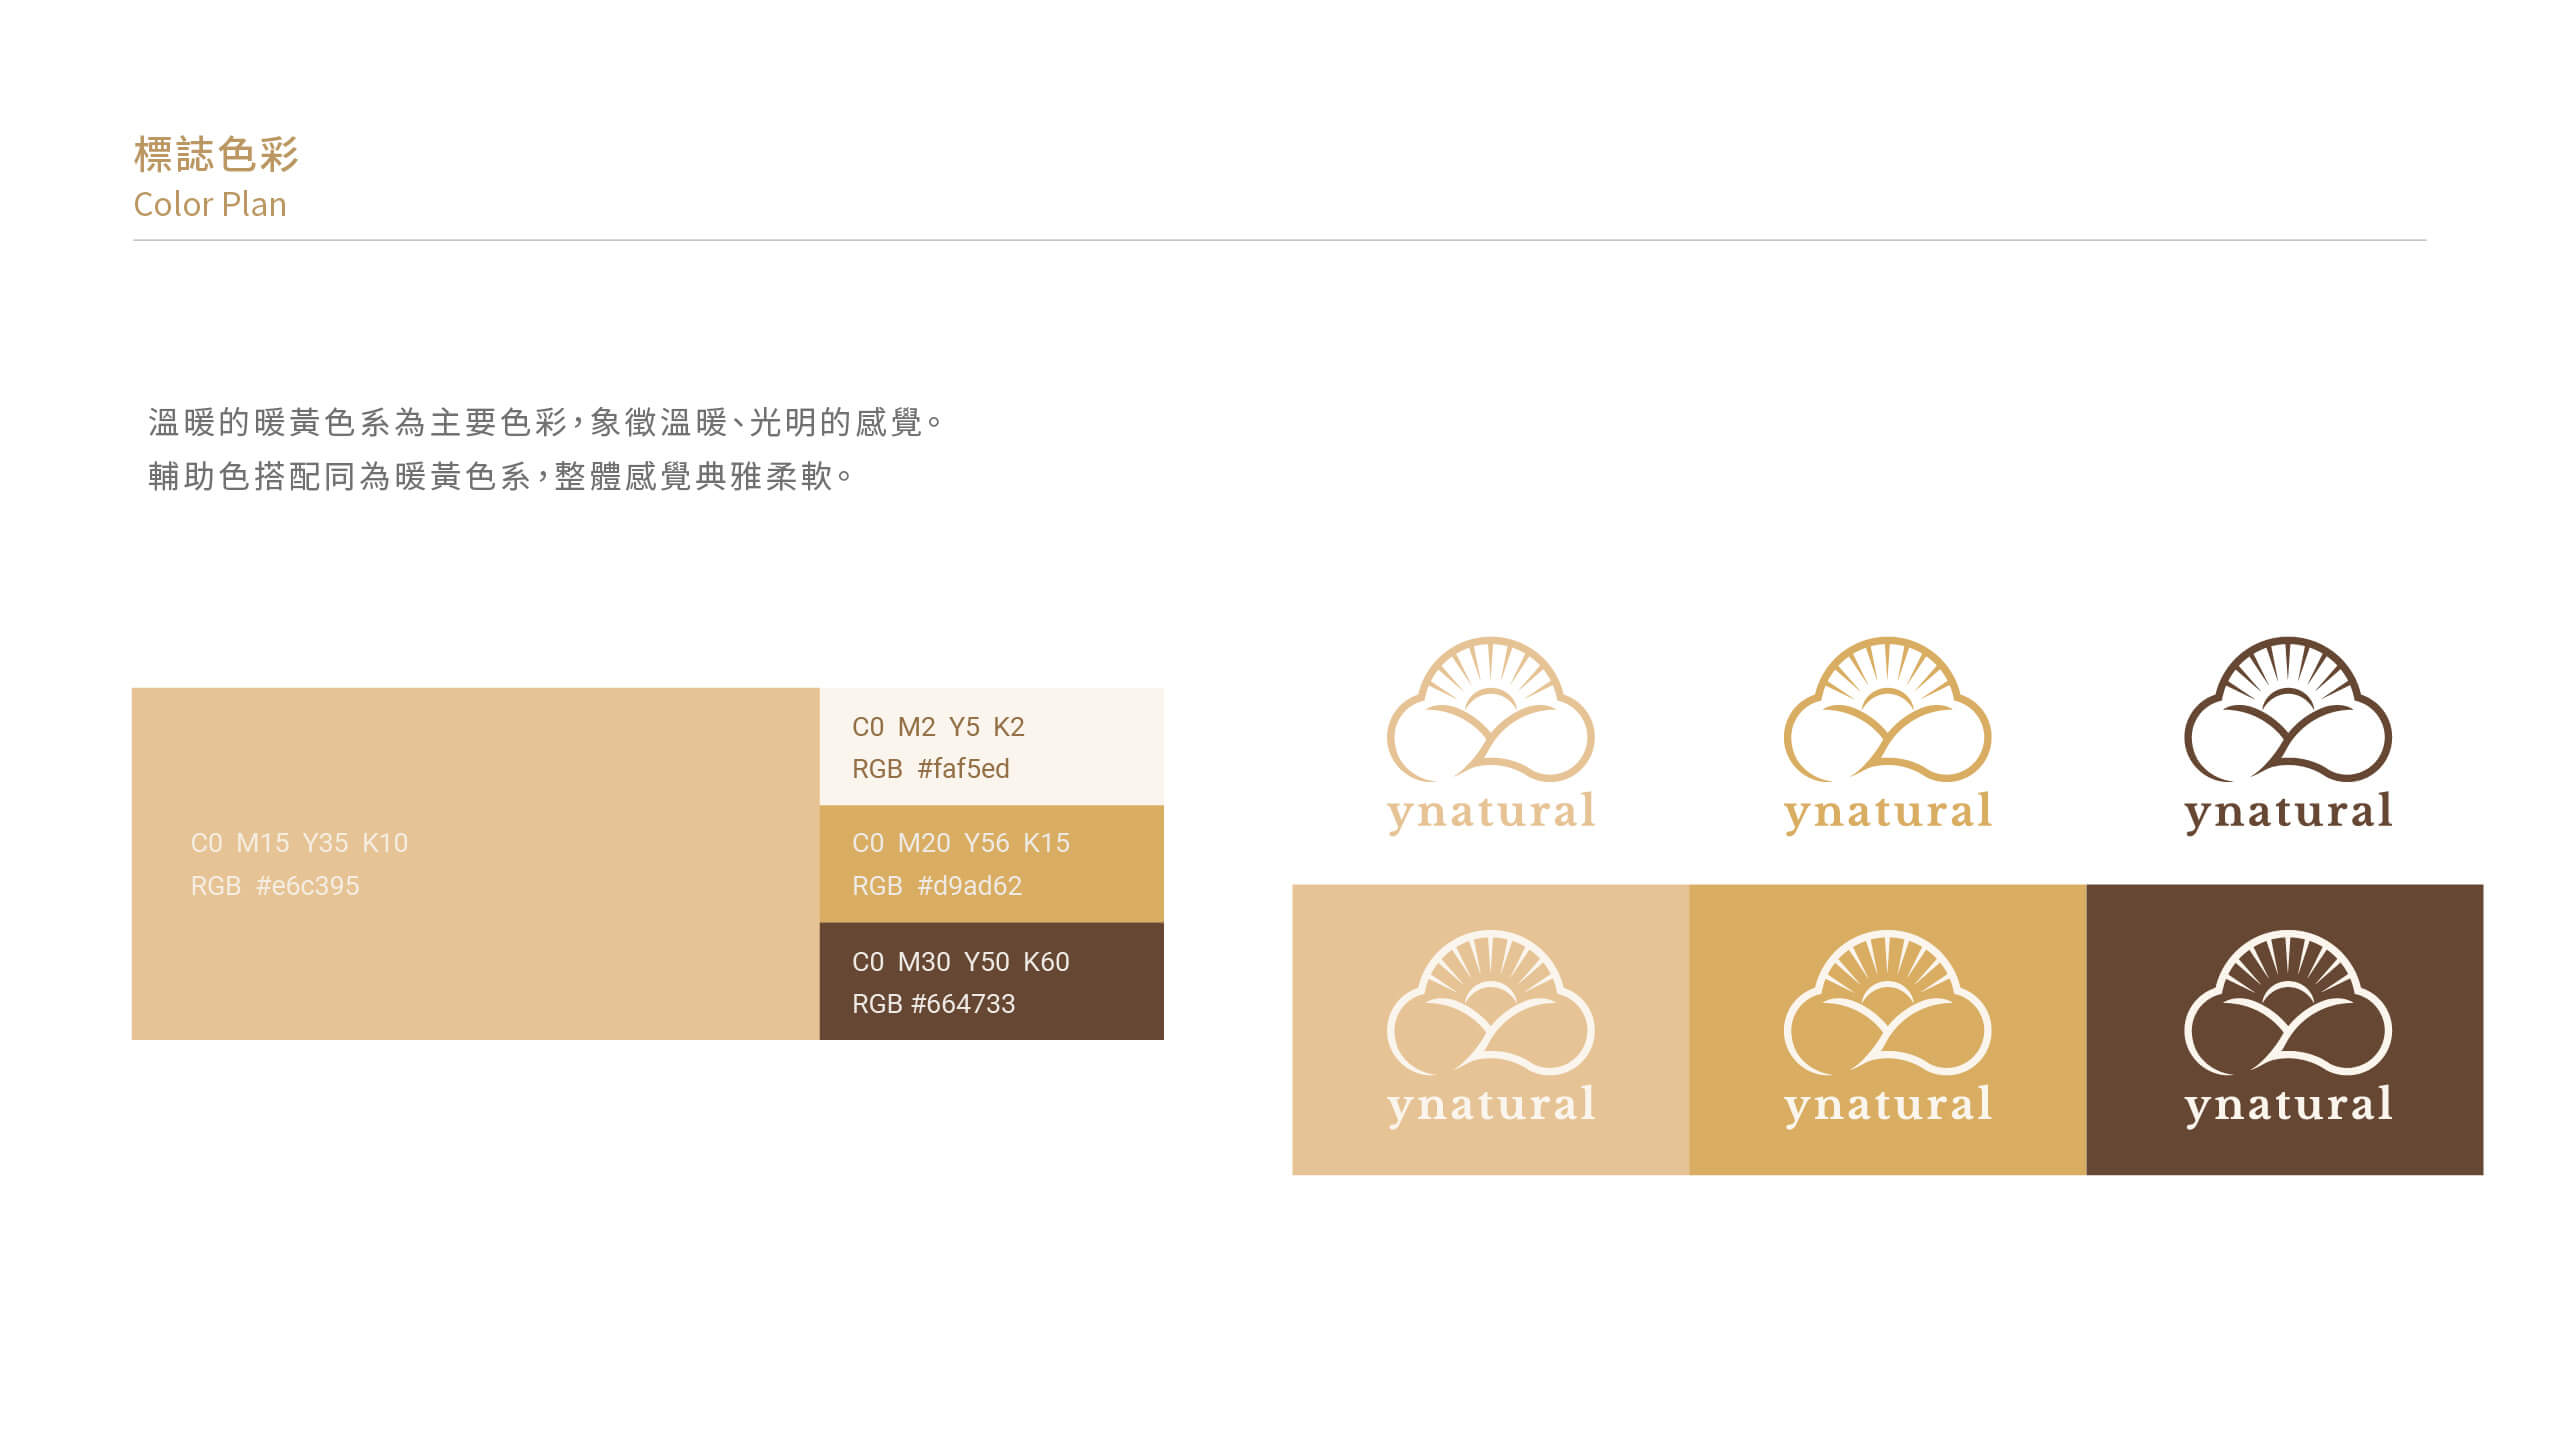 標誌色彩
Color Plan
溫暖的暖黃色系為主要色彩，象徵溫暖、光明的感覺。
輔助色搭配同為暖黃色系，整體感覺典雅柔軟。
C0 M15 Y35 K10
RGB #e6c395
C0 M2 Y5 K2
RGB #faf5ed
C0 M20 Y56 K15
RGB #d9ad62
C0 M30 Y50 K60
RGB #664733
ynatural
ynatural
ynatural
ynatural
ynatural
ynatural